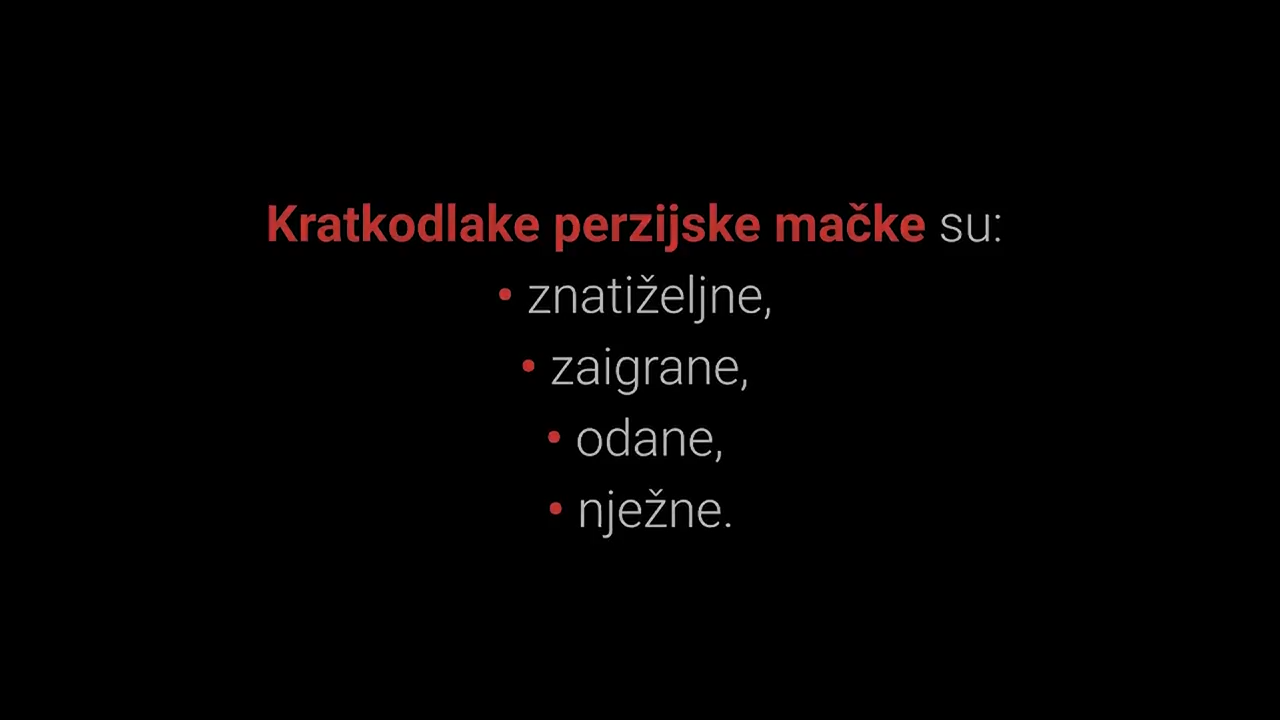 Kratkodlake perzijske mačke su:
• znatiželjne,
• zaigrane,
• odane,
• nježne.